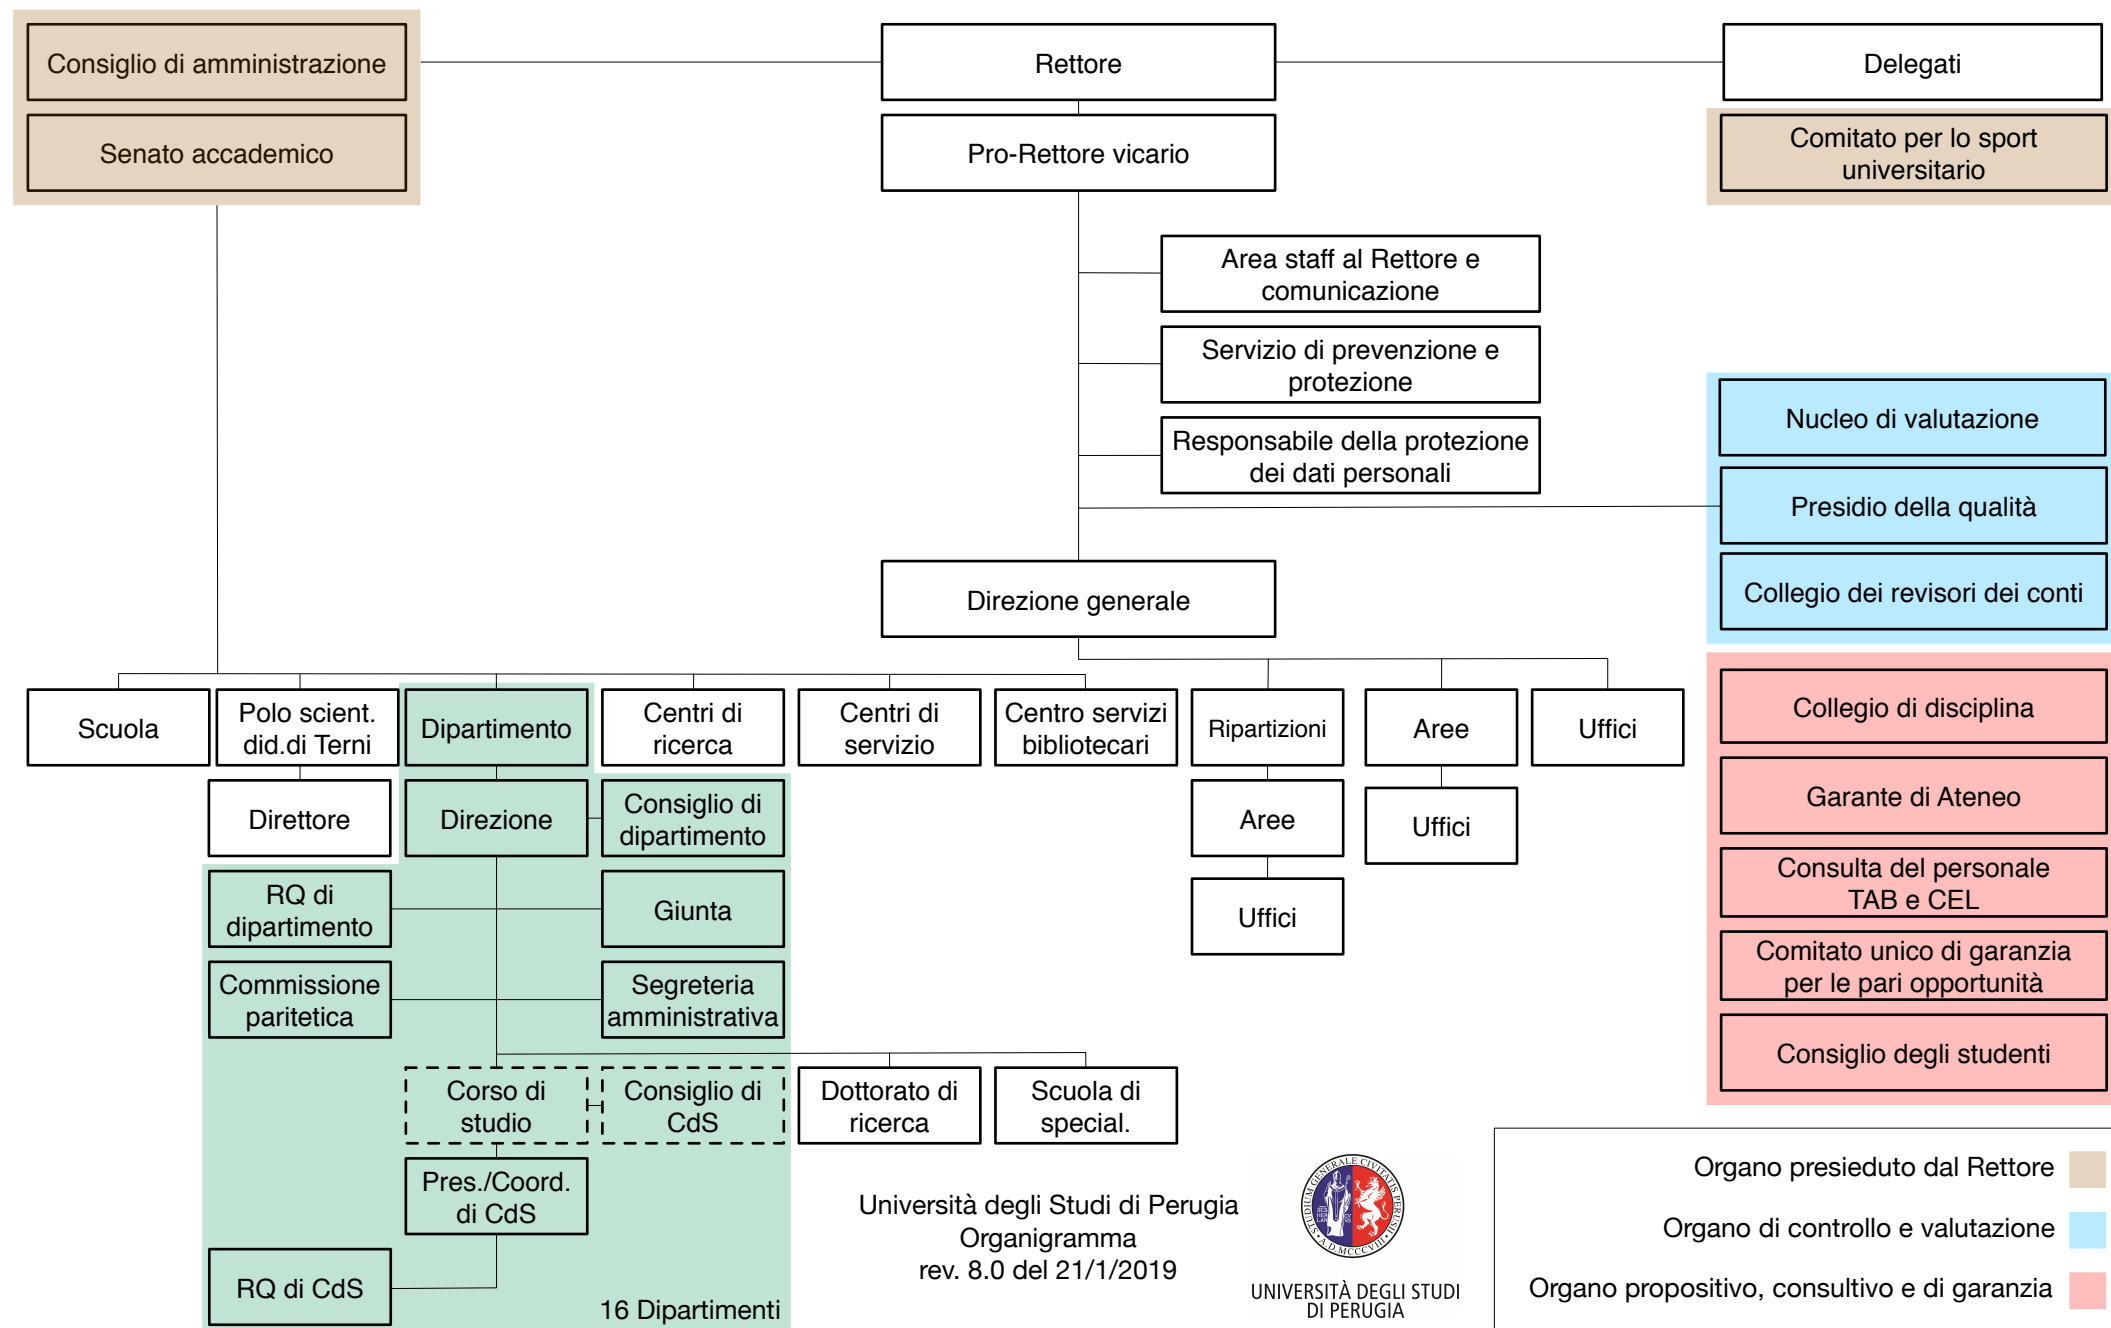 Consiglio di amministrazione
Rettore
Delegati
Senato accademico
Pro-Rettore vicario
Comitato per lo sport
universitario
Area staff al Rettore e
comunicazione
Servizio di prevenzione e
protezione
Responsabile della protezione
dei dati personali
Nucleo di valutazione
Presidio della qualità
Collegio dei revisori dei conti
Direzione generale
Scuola
Polo scient.
did.di Terni
Dipartimento
Centri di
ricerca
Centri di
servizio
Centro servizi
bibliotecari
Ripartizioni
Aree
Uffici
Direttore
Direzione
Consiglio di
dipartimento
Aree
Uffici
RQ di
dipartimento
Giunta
Uffici
Commissione
paritetica
Segreteria
amministrativa
Corso di
studio
Consiglio di
CdS
Dottorato di
ricerca
Scuola di
special.
Pres./Coord.
di CdS
RQ di CdS
16 Dipartimenti
Collegio di disciplina
Garante di Ateneo
Consulta del personale
TAB e CEL
Comitato unico di garanzia
per le pari opportunità
Consiglio degli studenti
Università degli Studi di Perugia
Organigramma
rev. 8.0 del 21/1/2019
STUDIUM GENERALE CIVITATIS PERUSII
A.D. MCCCVIII
UNIVERSITÀ DEGLI STUDI
DI PERUGIA
Organo presieduto dal Rettore
Organo di controllo e valutazione
Organo propositivo, consultivo e di garanzia